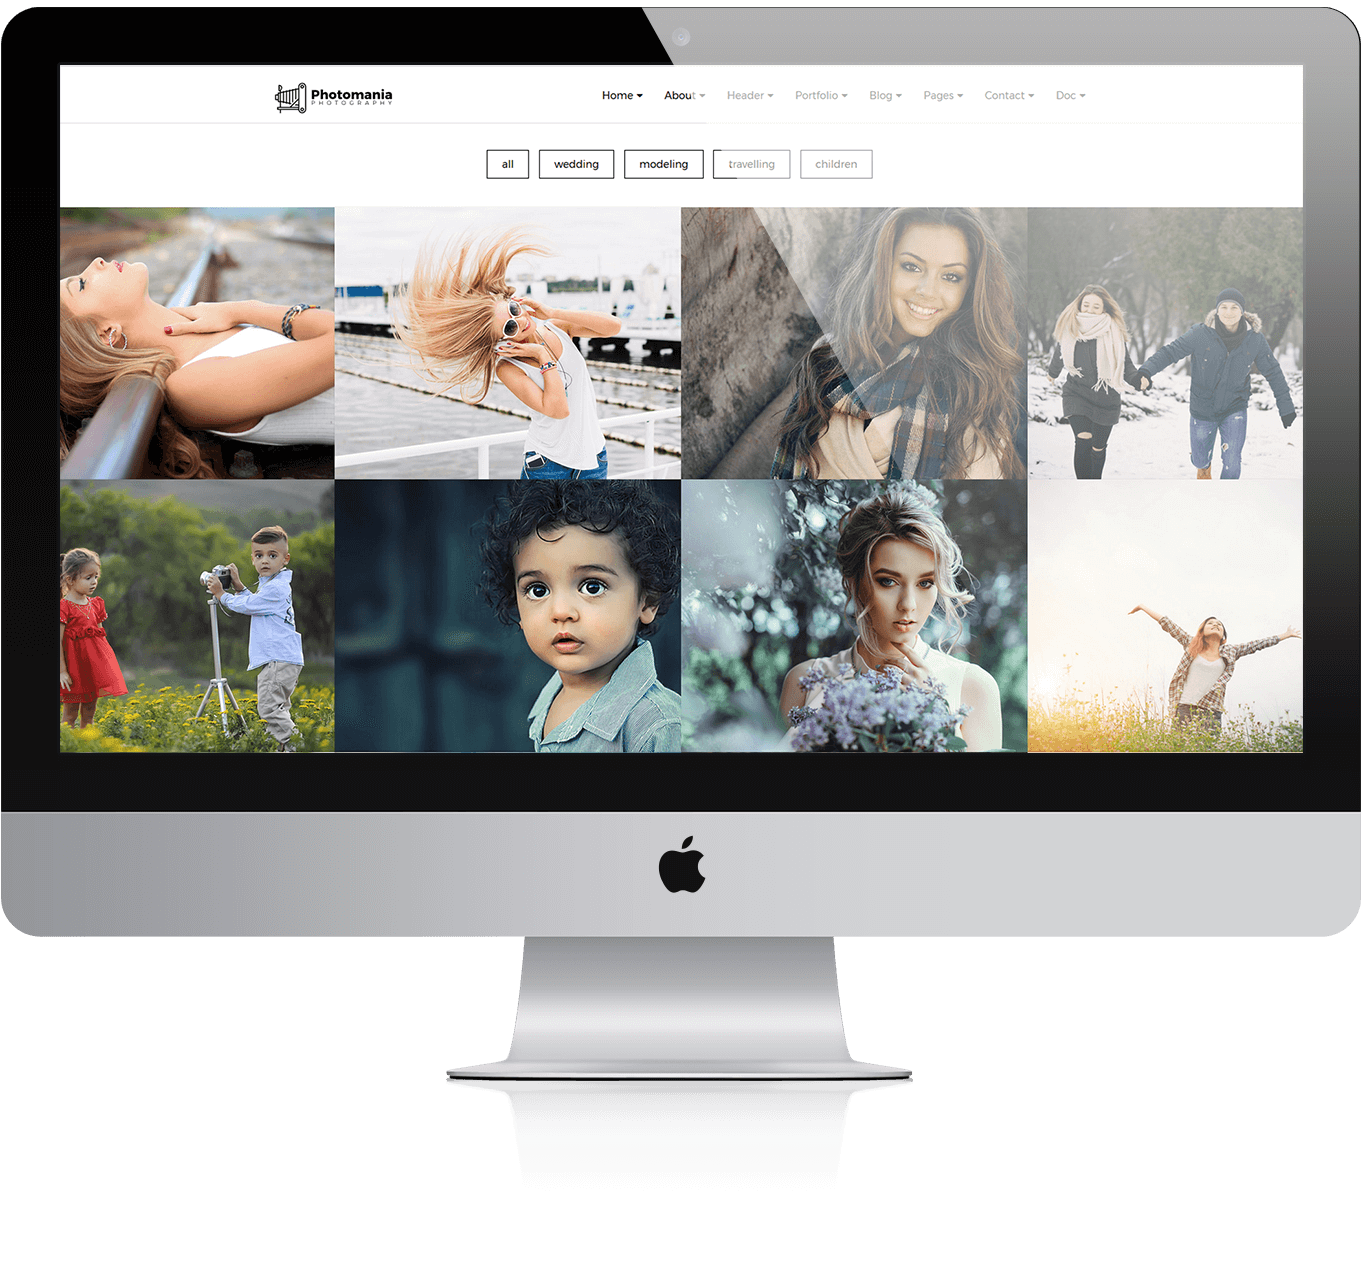 Photomania
PHOTOGRAPHY
Home About Header Portfolio Blog Pages Contact Doc
all wedding modeling travelling children